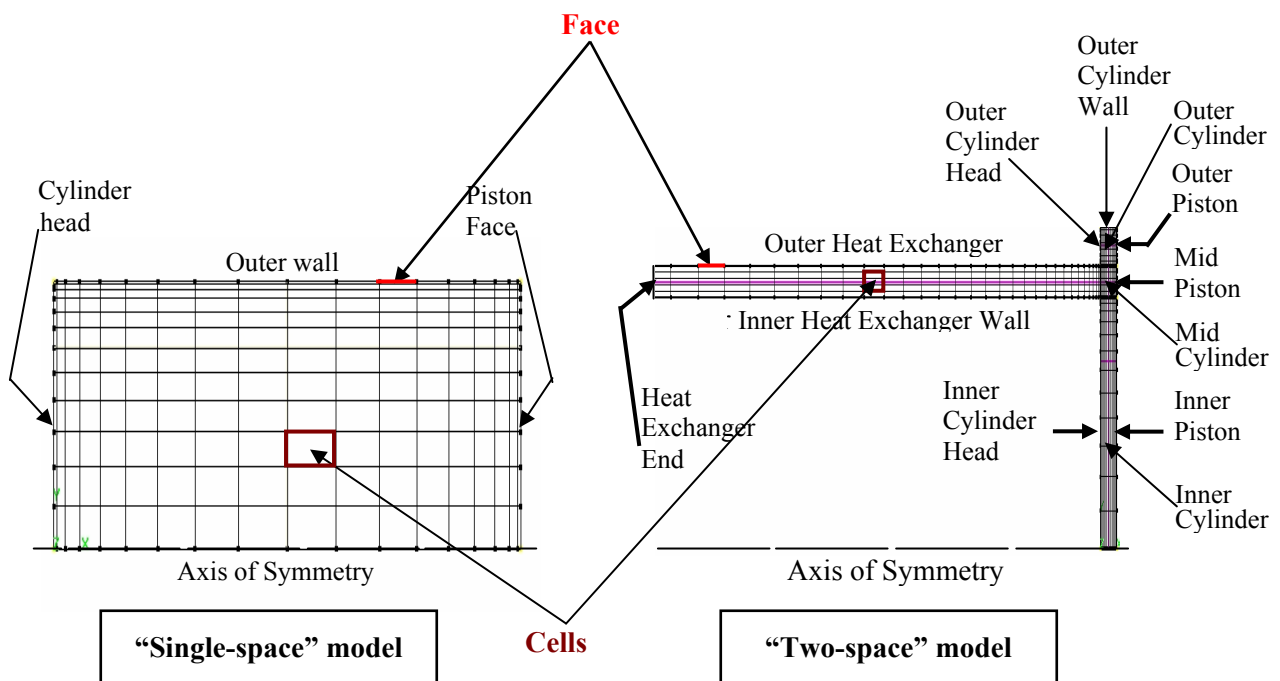 Face
Outer
Cylinder
Wall
Outer
Cylinder
Head
Outer
Cylinder
Outer
Piston
Cylinder
head
Piston
Face
Outer wall
Outer Heat Exchanger
Mid
Piston
Inner Heat Exchanger Wall
Mid
Cylinder
Heat
Exchanger
End
Inner
Cylinder
Head
Inner
Piston
Inner
Cylinder
Y
Z X
Axis of Symmetry
Axis of Symmetry
Cells
“Single-space” model
“Two-space” model